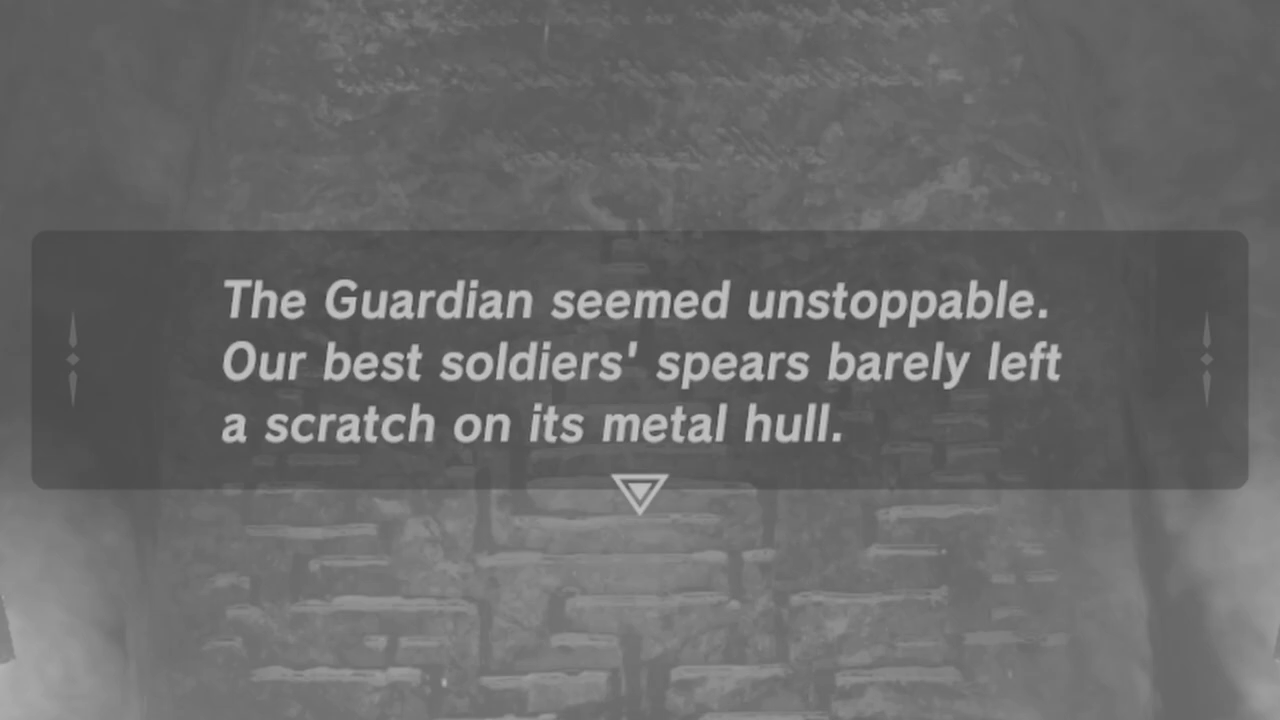 The Guardian seemed unstoppable.
Our best soldiers' spears barely left
a scratch on its metal hull.